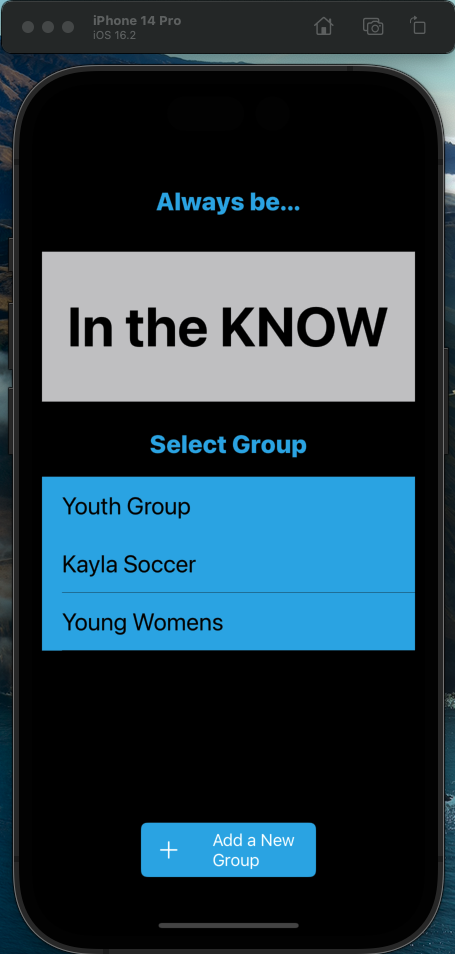 iPhone 14 Pro
iOS 16.2
Always be...
In the KNOW
Select Group
Youth Group
Kayla Soccer
Young Womens
Add a New
Group